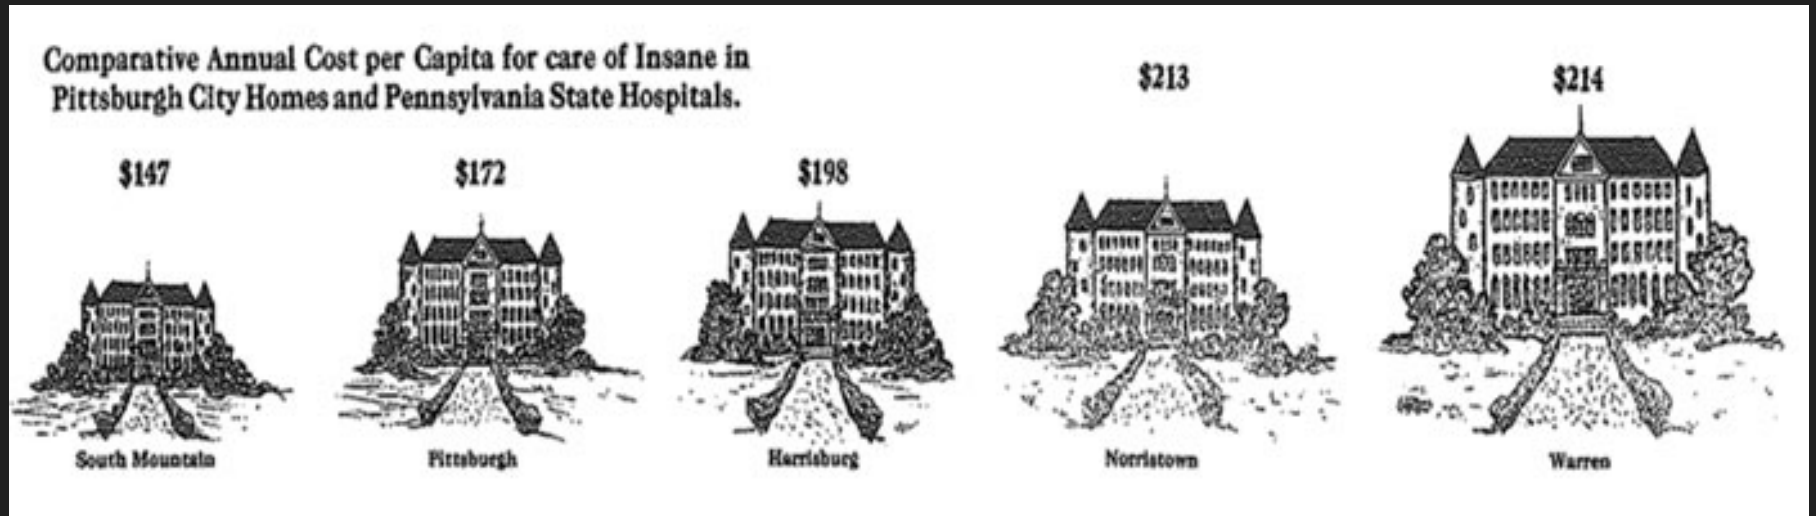 Comparative Annual Cost per Capita for care of Insane in
Pittsburgh City Homes and Pennsylvania State Hospitals.
$147
$172
$198
$213
$214
South Mountain
Pittsburgh
Harrisburg
Norristown
Warren